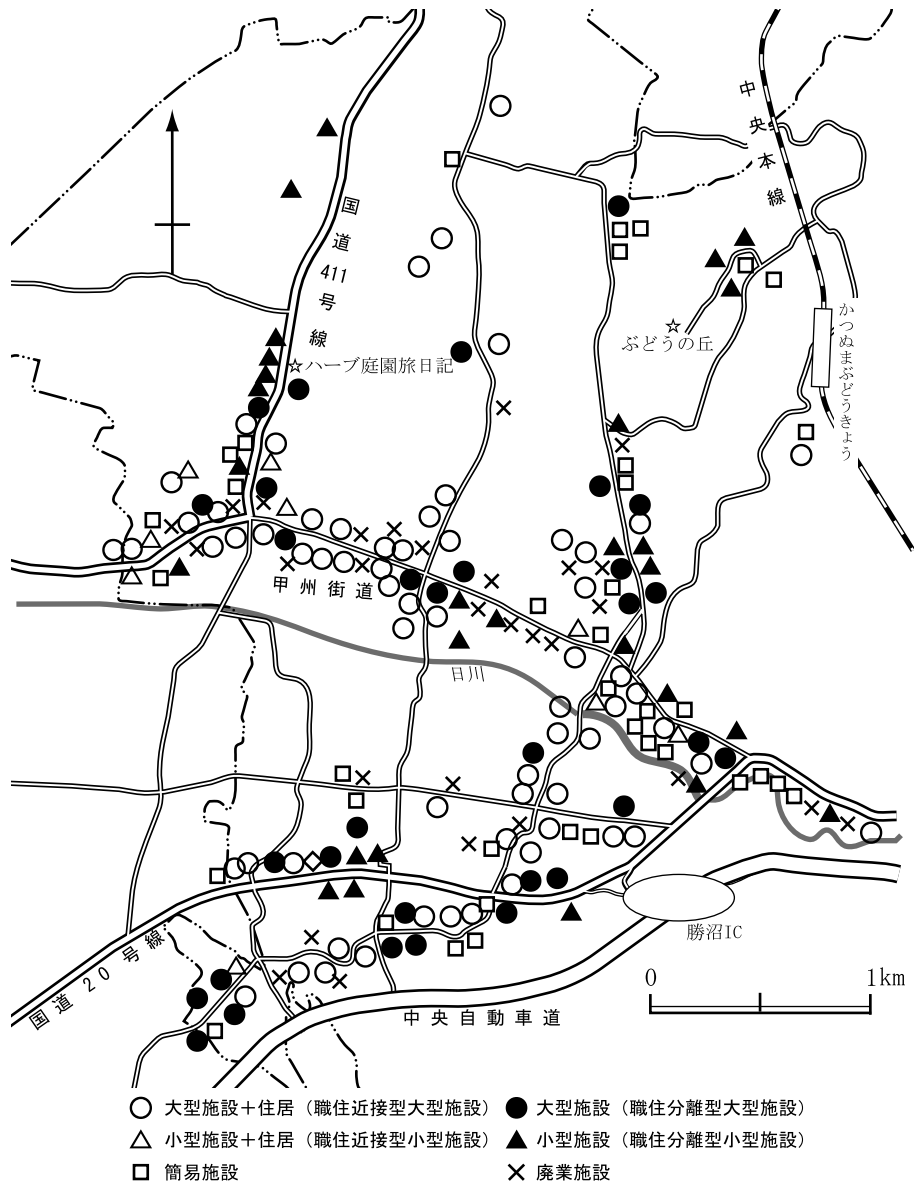 中央本線
国道411号線
ぶどうの丘
☆ハーブ庭園旅日記
かつぬまぶどうきょう
甲州街道
日川
勝沼IC
国道20号線
0 1km
中央自動車道
大型施設+住居（職住近接型大型施設）
大型施設（職住分離型大型施設）
小型施設+住居（職住近接型小型施設）
小型施設（職住分離型小型施設）
簡易施設
廃業施設